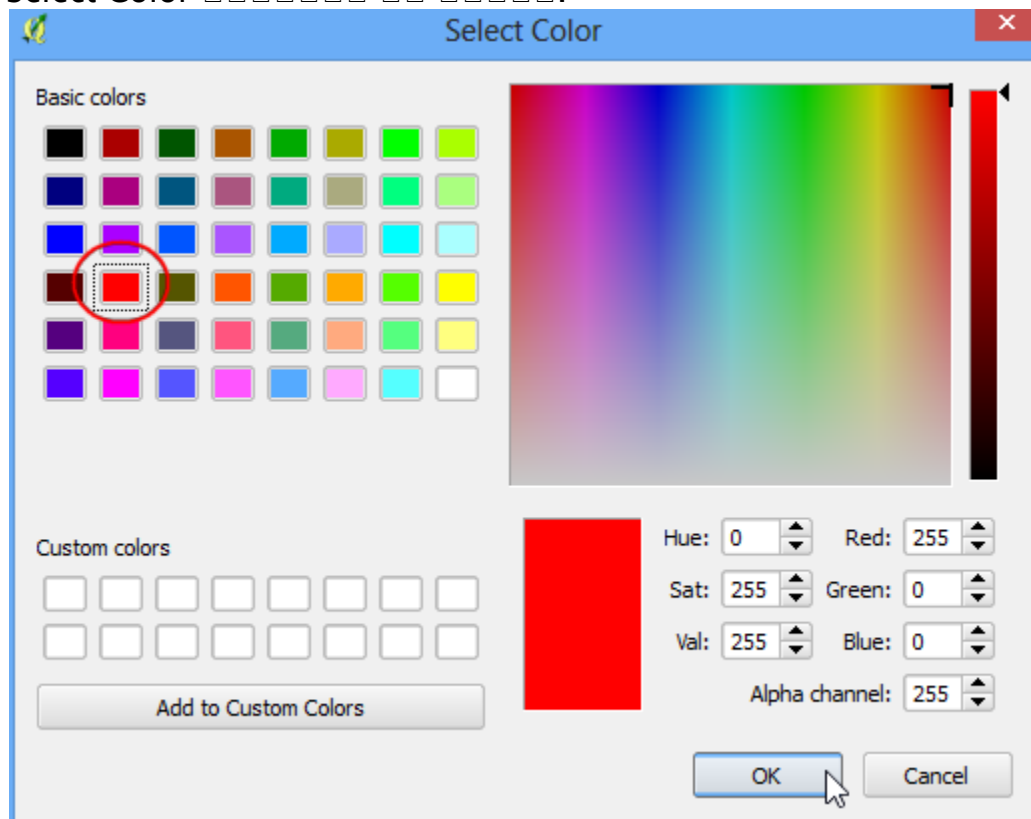 Select Color
Select Color
Basic colors
Custom colors
Add to Custom Colors
Hue: 0
Red: 255
Sat: 255
Green: 0
Val: 255
Blue: 0
Alpha channel: 255
OK
Cancel